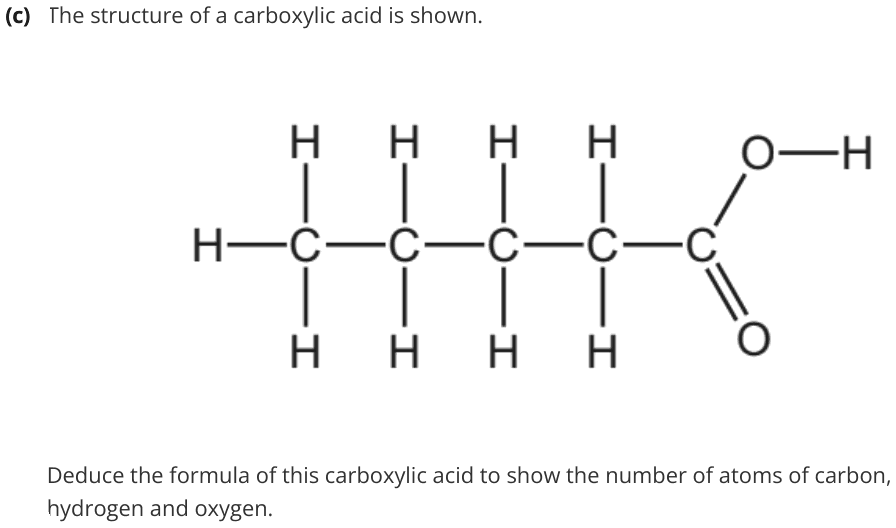 (c) The structure of a carboxylic acid is shown.
H H H H O—H
H—C—C—C—C—C
H H H H O
Deduce the formula of this carboxylic acid to show the number of atoms of carbon,
hydrogen and oxygen.